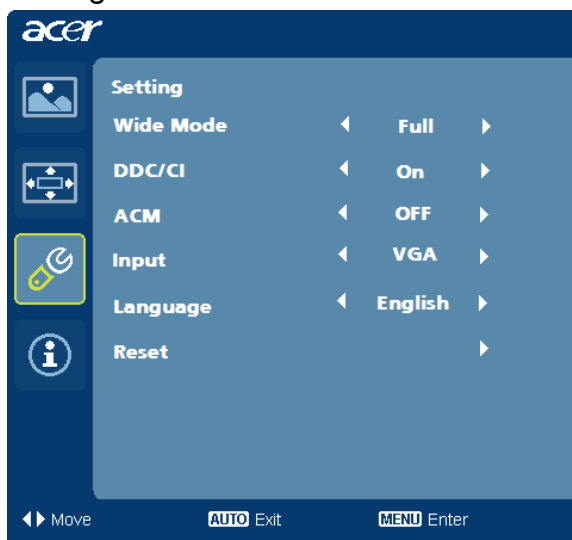 acer
Setting
Wide Mode Full
DDC/CI On
ACM OFF
Input VGA
Language English
Reset
Move AUTO Exit MENU Enter